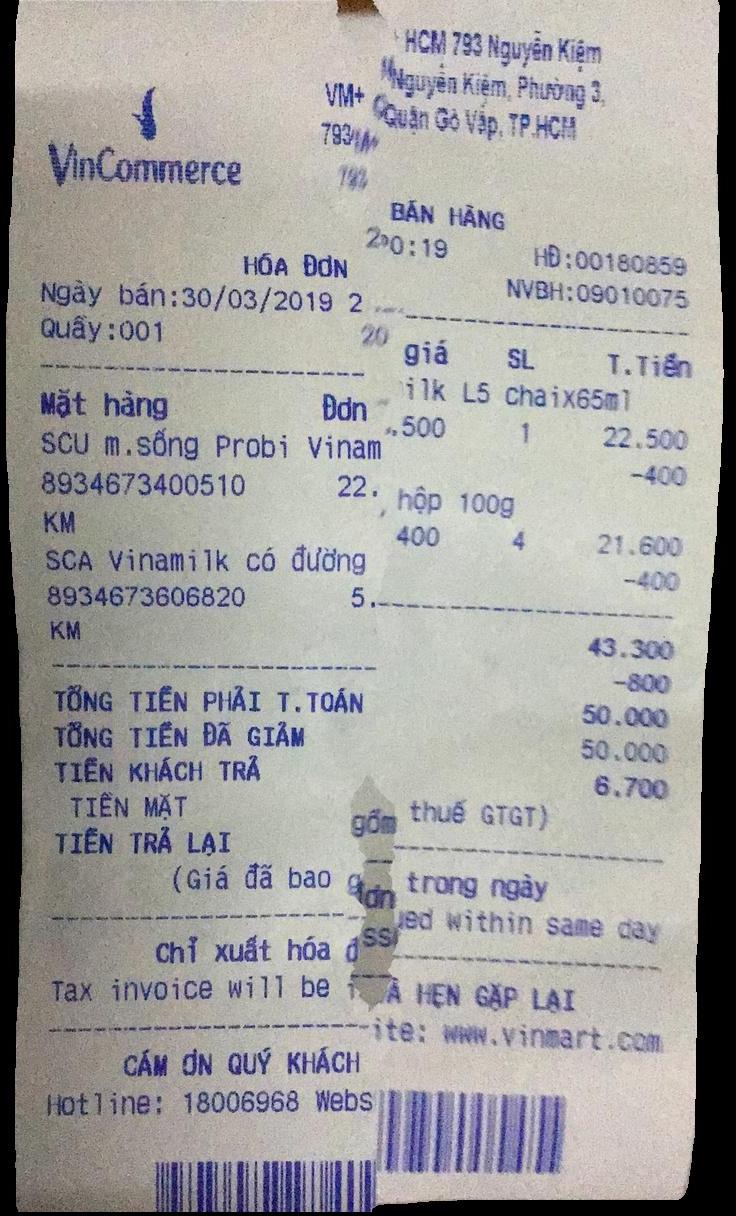 VinCommerce
VM+ HCM 793 Nguyễn Kiệm
793 Nguyễn Kiệm, Phường 3,
Quận Gò Vấp, TP.HCM
HÓA ĐƠN BÁN HÀNG
Ngày bán:30/03/2019 20:19 HĐ:00180859
Quầy:001 NVBH:09010075
Mặt hàng Đơn giá SL T.Tiền
SCU m.sống Probi Vinamilk L5 chaix65ml
8934673400510 22.500 1 22.500
KM -400
SCA Vinamilk có đường hộp 100g
8934673606820 5.400 4 21.600
KM -400
TỔNG TIỀN PHẢI T.TOÁN 43.300
TỔNG TIỀN ĐÃ GIẢM -800
TIỀN KHÁCH TRẢ 50.000
TIỀN MẶT 50.000
TIỀN TRẢ LẠI 6.700
(Giá đã bao gồm thuế GTGT)
Chỉ xuất hóa đơn trong ngày
Tax invoice will be issued within same day
CÁM ƠN QUÝ KHÁCH VÀ HẸN GẶP LẠI
Hotline: 18006968 Website: www.vinmart.com